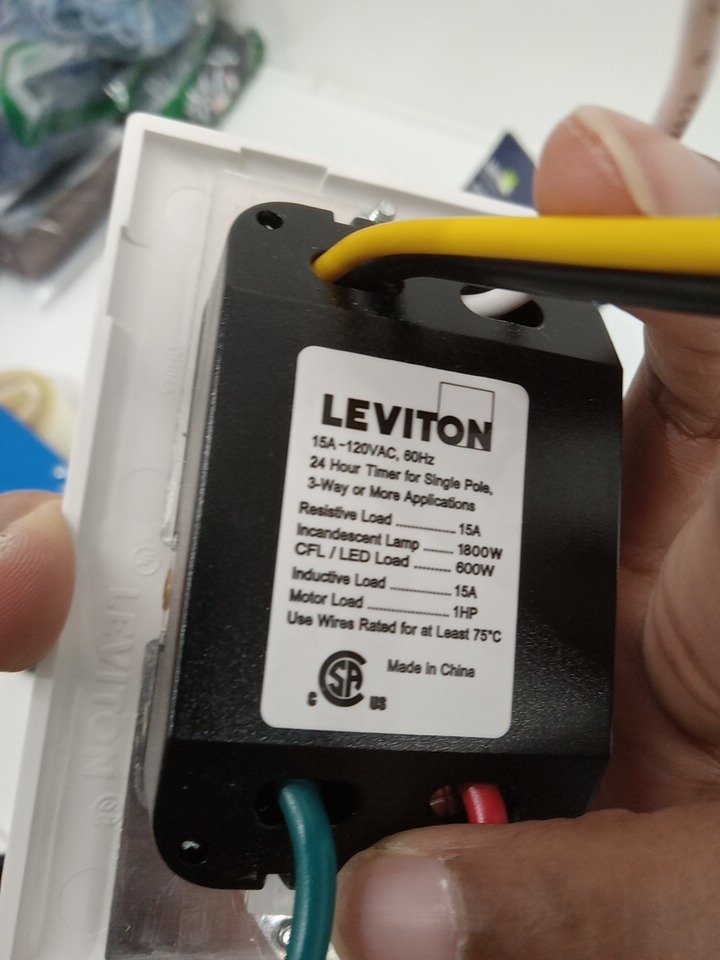 LEVITON
15A~120VAC, 60Hz
24 Hour Timer for Single Pole,
3-Way or More Applications
Resistive Load .............. 15A
Incandescent Lamp ....... 1800W
CFL / LED Load ......... 600W
Inductive Load .............. 15A
Motor Load .................... 1HP
Use Wires Rated for at Least 75°C
C SA US
Made In China
LEVITON